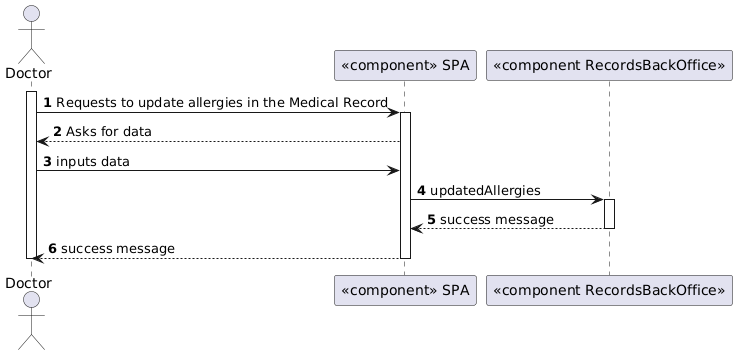 Doctor
«component» SPA
«component RecordsBackOffice»
1 Requests to update allergies in the Medical Record
2 Asks for data
3 inputs data
4 updatedAllergies
5 success message
6 success message
Doctor
«component» SPA
«component RecordsBackOffice»